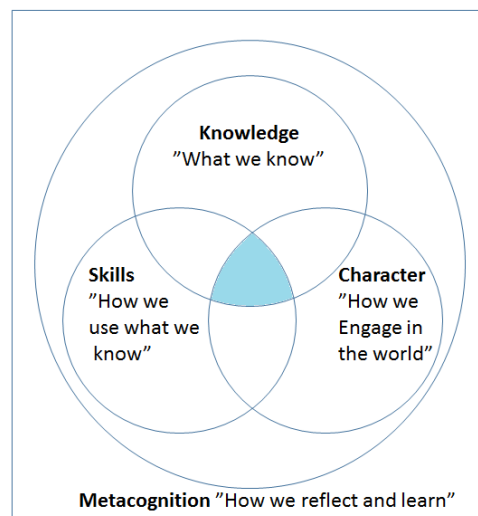 Knowledge
”What we know”
Skills
”How we
use what we
know”
Character
”How we
Engage in
the world”
Metacognition ”How we reflect and learn”